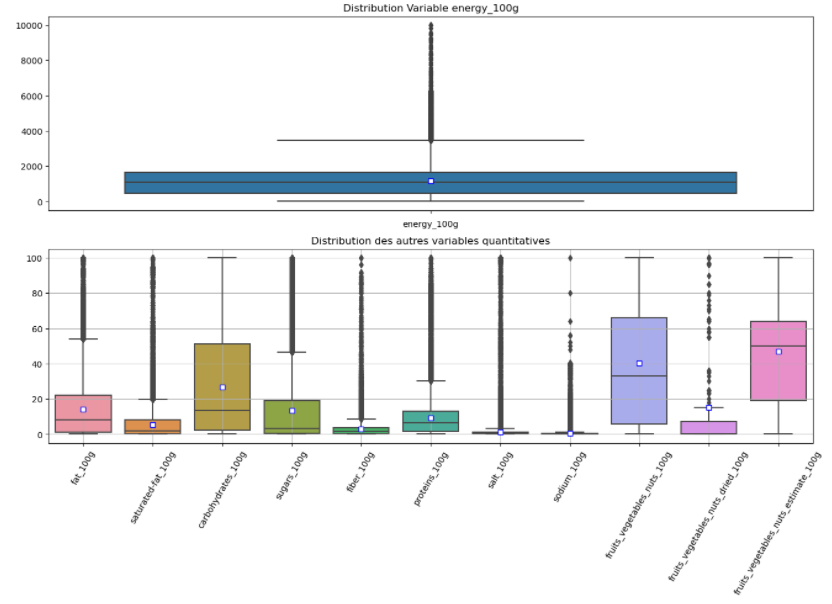 Distribution Variable energy_100g
10000
8000
6000
4000
2000
0
energy_100g
Distribution des autres variables quantitatives
100
80
60
40
20
0
fat_100g
saturated-fat_100g
carbohydrates_100g
sugars_100g
fiber_100g
proteins_100g
salt_100g
sodium_100g
fruits_vegetables_nuts_100g
fruits_vegetables_nuts_dried_100g
fruits_vegetables_nuts_estimate_100g